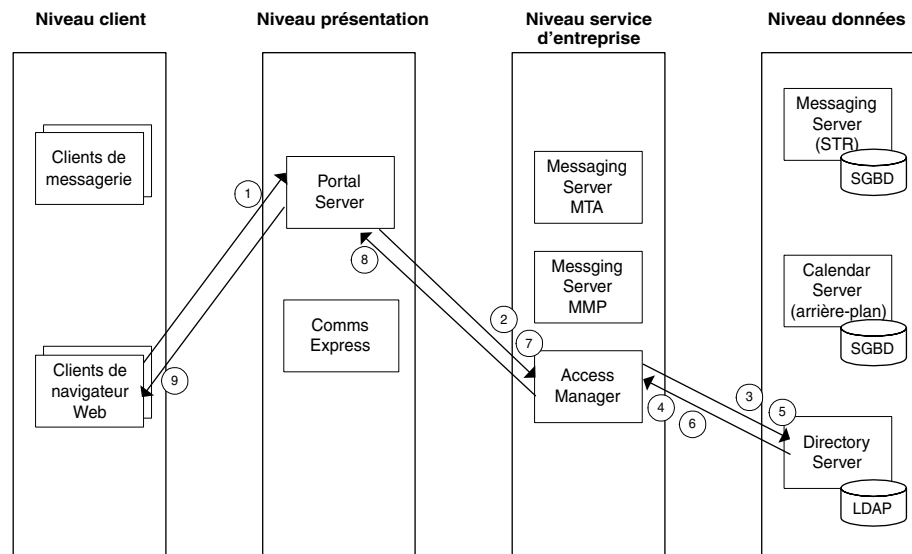 Niveau client
Niveau présentation
Niveau service
d'entreprise
Niveau données
Clients de
messagerie
Clients de
navigateur
Web
1
9
Portal
Server
8
Comms
Express
2
7
Messaging
Server
MTA
Messging
Server
MMP
Access
Manager
4
6
3
5
Messaging
Server
(STR)
SGBD
Calendar
Server
(arrière-plan)
SGBD
Directory
Server
LDAP